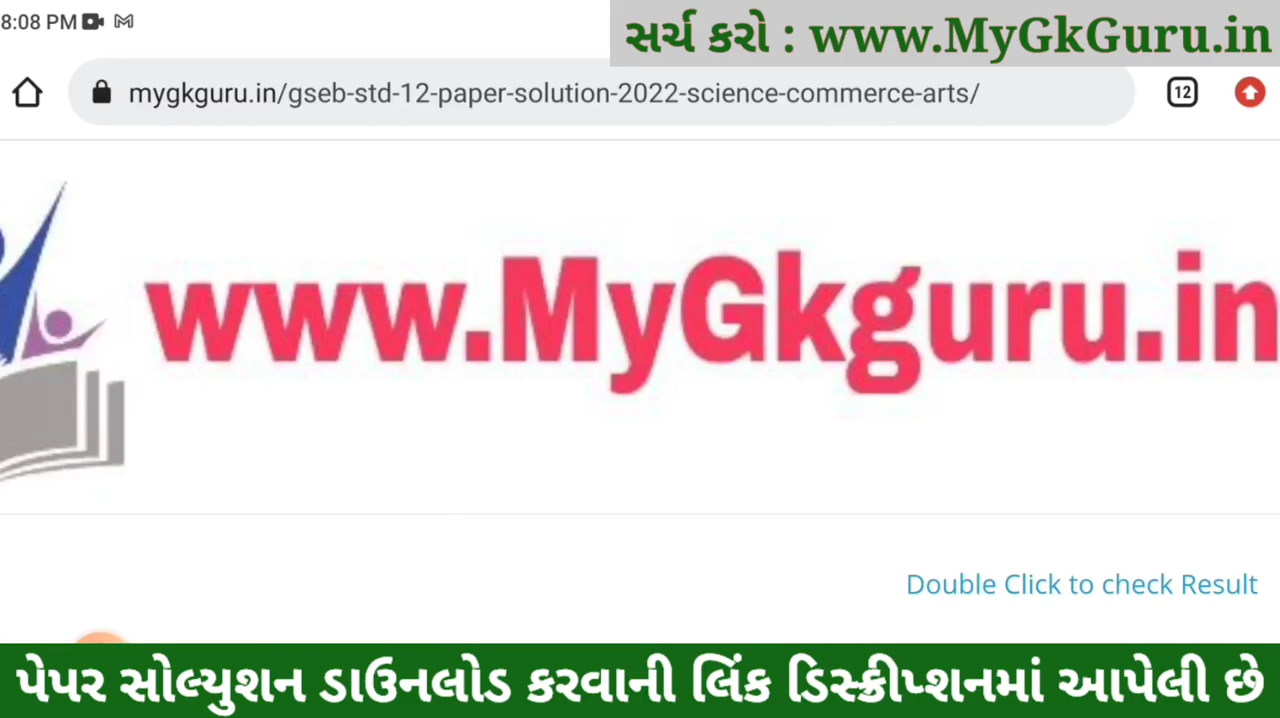 8:08 PM
સર્ચ કરો : www.MyGkGuru.in
mygkguru.in/gseb-std-12-paper-solution-2022-science-commerce-arts/
12
www.MyGkguru.in
Double Click to check Result
પેપર સોલ્યુશન ડાઉનલોડ કરવાની લિંક ડિસ્ક્રીપ્શનમાં આપેલી છે